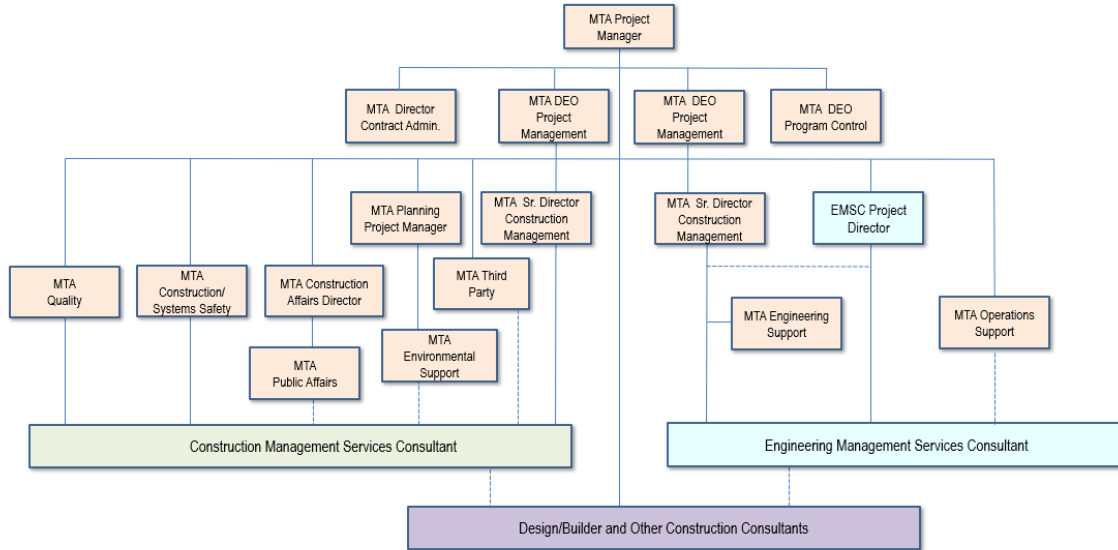 MTA Project
Manager
MTA Director
Contract Admin.
MTA DEO
Project
Management
MTA DEO
Project
Management
MTA DEO
Program Control
MTA Planning
Project Manager
MTA Sr. Director
Construction
Management
MTA Sr. Director
Construction
Management
EMSC Project
Director
MTA
Quality
MTA
Construction/
Systems Safety
MTA Construction
Affairs Director
MTA Third
Party
MTA Engineering
Support
MTA Operations
Support
MTA
Public Affairs
MTA
Environmental
Support
Construction Management Services Consultant
Engineering Management Services Consultant
Design/Builder and Other Construction Consultants